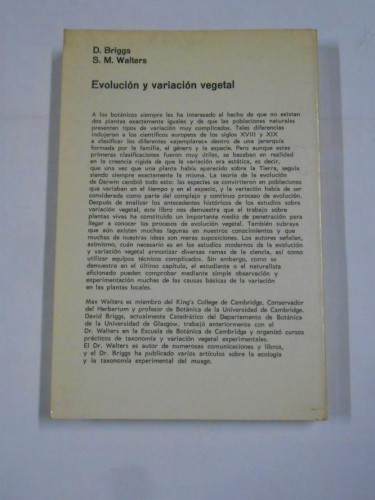 D. Briggs
S. M. Walters
Evolución y variación vegetal
A los botánicos siempre les ha interesado el hecho de que no existan
dos plantas exactamente iguales y de que las poblaciones naturales
presentan tipos de variación muy complicados. Tales diferencias
indujeron a los científicos europeos de los siglos XVIII y XIX
a clasificar los diferentes «ejemplares» dentro de una jerarquía
formada por la familia, el género y la especie. Pero aunque estas
primeras clasificaciones fueron muy útiles, se basaban en realidad
en la creencia rígida de que la variación era estática, es decir,
que una vez que una planta había aparecido sobre la Tierra, seguía
siendo siempre exactamente la misma. La teoría de la evolución de
Darwin cambió todo esto: las especies se convirtieron en poblaciones
que variaban en el tiempo y en el espacio, y la variación había de ser
considerada como parte del complejo y continuo proceso de evolución.
Después de analizar los antecedentes históricos de los estudios sobre
variación vegetal, este libro nos demuestra que el trabajo sobre
plantas vivas ha constituido un importante medio de penetración para
llegar a conocer los procesos de evolución vegetal. También subraya
que aún existen muchas lagunas en nuestros conocimientos y que
muchas de nuestras ideas son meras suposiciones. Los autores señalan,
asimismo, cuán necesario es en los estudios modernos de la evolución
y variación vegetal armonizar diversas ramas de la ciencia, así como
utilizar equipos técnicos complicados. Sin embargo, como se
demuestra en el último capítulo, el estudiante o el naturalista
aficionado pueden comprobar mediante simple observación y
experimentación muchas de las causas básicas de la variación
en las plantas locales.
Max Walters es miembro del King's College de Cambridge, Conservador
del Herbarium y profesor de Botánica de la Universidad de Cambridge.
David Briggs, actualmente Catedrático del Departamento de Botánica
de la Universidad de Glasgow, trabajó anteriormente con el
Dr. Walters en la Escuela de Botánica de Cambridge y organizó cursos
prácticos de taxonomía y variación vegetal experimentales.
El Dr. Walters es autor de numerosas comunicaciones y libros,
y el Dr. Briggs ha publicado varios artículos sobre la ecología
y la taxonomía experimental del musgo.